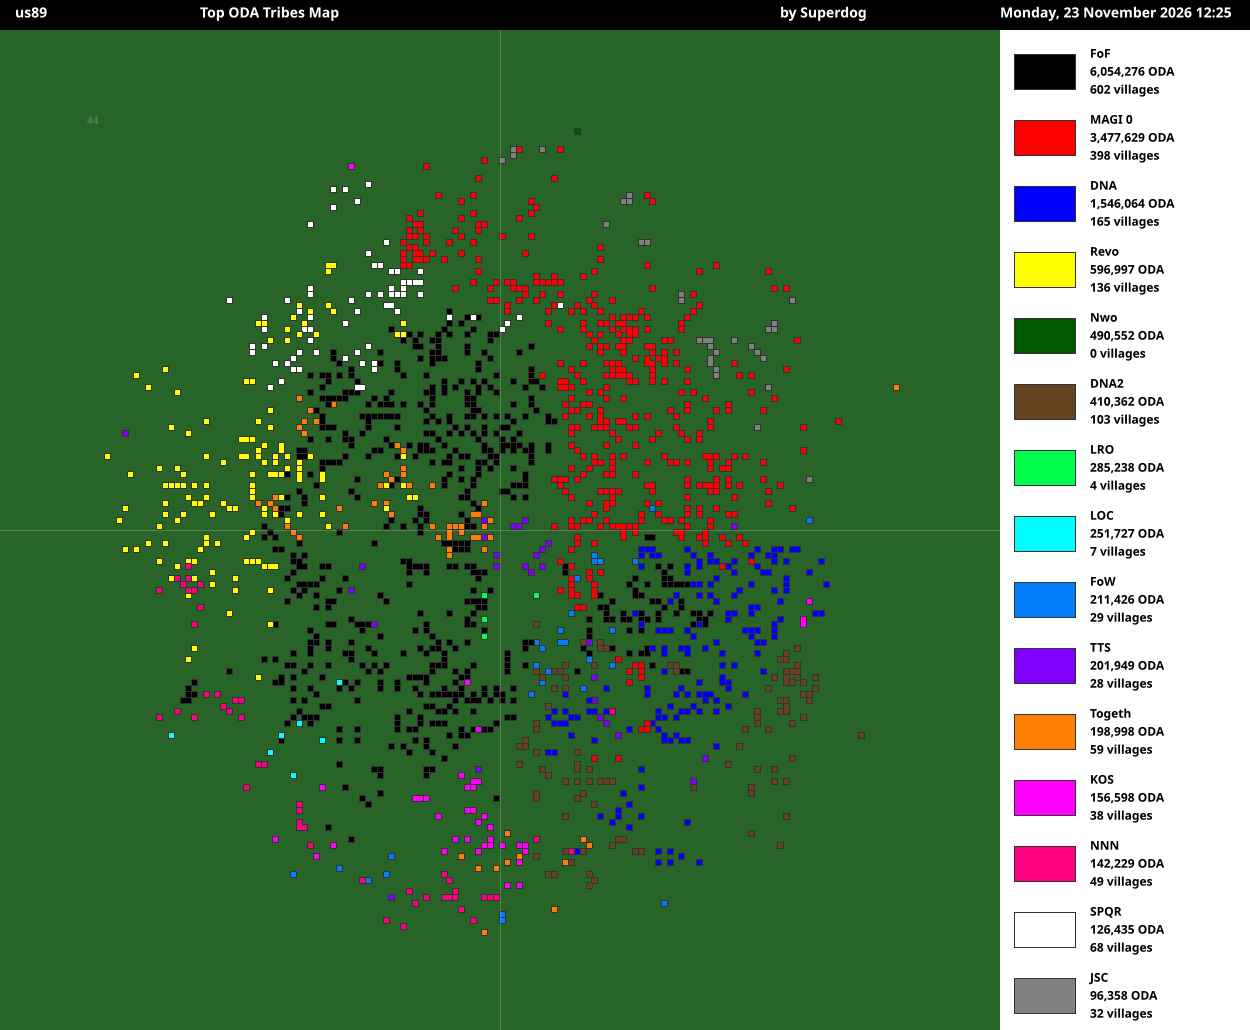 us89 Top ODA Tribes Map by Superdog Monday, 23 November 2026 12:25
44
FoF
6,054,276 ODA
602 villages
MAGI 0
3,477,629 ODA
398 villages
DNA
1,546,064 ODA
165 villages
Revo
596,997 ODA
136 villages
Nwo
490,552 ODA
0 villages
DNA2
410,362 ODA
103 villages
LRO
285,238 ODA
4 villages
LOC
251,727 ODA
7 villages
FoW
211,426 ODA
29 villages
TTS
201,949 ODA
28 villages
Togeth
198,998 ODA
59 villages
KOS
156,598 ODA
38 villages
NNN
142,229 ODA
49 villages
SPQR
126,435 ODA
68 villages
JSC
96,358 ODA
32 villages